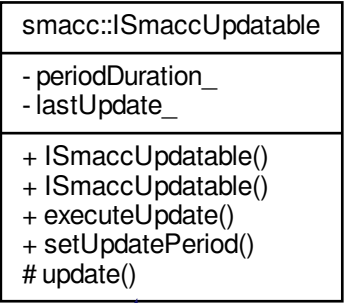 smacc::ISmaccUpdatable
- periodDuration_
- lastUpdate_
+ ISmaccUpdatable()
+ ISmaccUpdatable()
+ executeUpdate()
+ setUpdatePeriod()
# update()